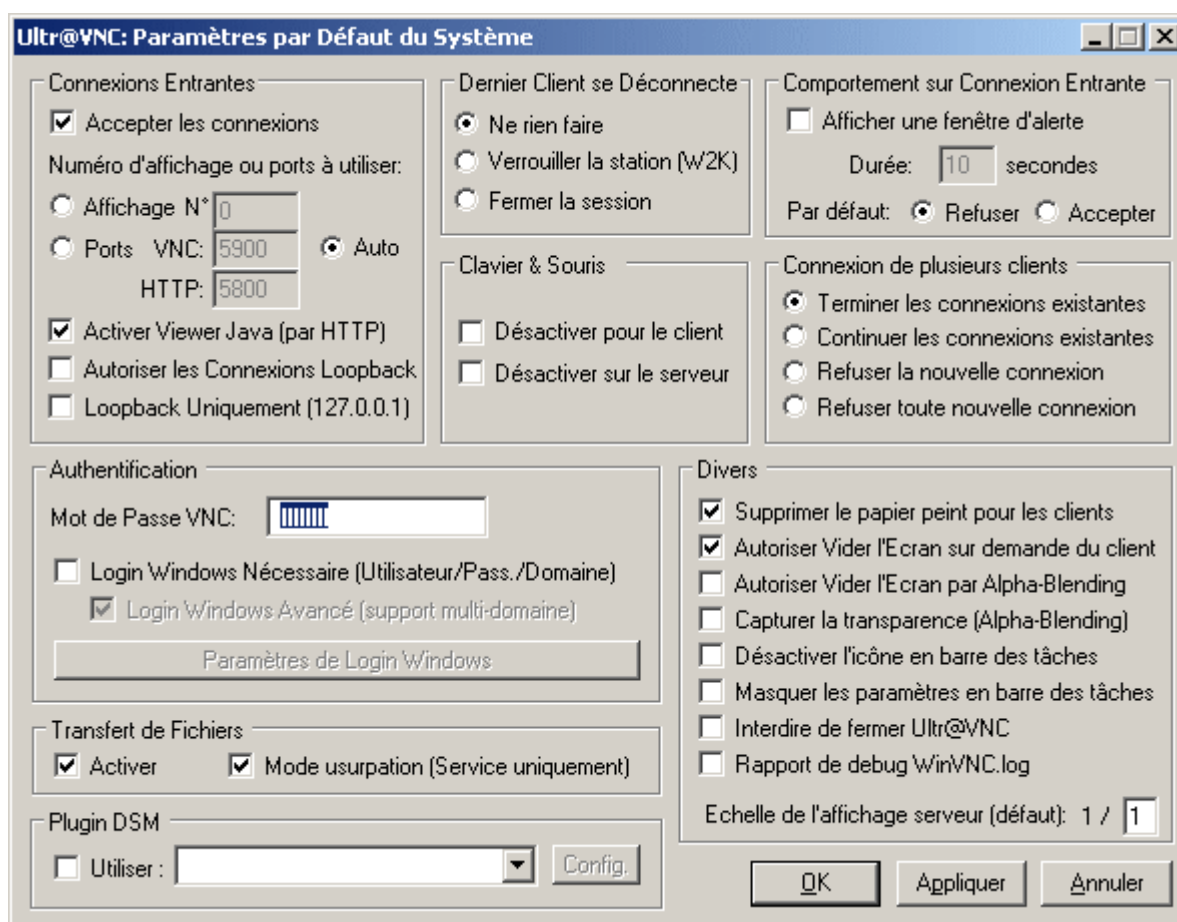 Ultr@VNC: Paramètres par Défaut du Système
Connexions Entrantes
Accepter les connexions
Numéro d'affichage ou ports à utiliser:
Affichage N° 0
Ports VNC: 5900 Auto
HTTP: 5800
Activer Viewer Java (par HTTP)
Autoriser les Connexions Loopback
Loopback Uniquement (127.0.0.1)
Dernier Client se Déconnecte
Ne rien faire
Verrouiller la station (W2K)
Fermer la session
Clavier & Souris
Désactiver pour le client
Désactiver sur le serveur
Comportement sur Connexion Entrante
Afficher une fenêtre d'alerte
Durée: 10 secondes
Par défaut: Refuser Accepter
Connexion de plusieurs clients
Terminer les connexions existantes
Continuer les connexions existantes
Refuser la nouvelle connexion
Refuser toute nouvelle connexion
Authentification
Mot de Passe VNC:
Login Windows Nécessaire (Utilisateur/Pass./Domaine)
Login Windows Avancé (support multi-domaine)
Paramètres de Login Windows
Transfert de Fichiers
Activer Mode usurpation (Service uniquement)
Plugin DSM
Utiliser : Config.
Divers
Supprimer le papier peint pour les clients
Autoriser Vider l'Ecran sur demande du client
Autoriser Vider l'Ecran par Alpha-Blending
Capturer la transparence (Alpha-Blending)
Désactiver l'icône en barre des tâches
Masquer les paramètres en barre des tâches
Interdire de fermer Ultr@VNC
Rapport de debug WinVNC.log
Echelle de l'affichage serveur (défaut): 1 / 1
OK Appliquer Annuler